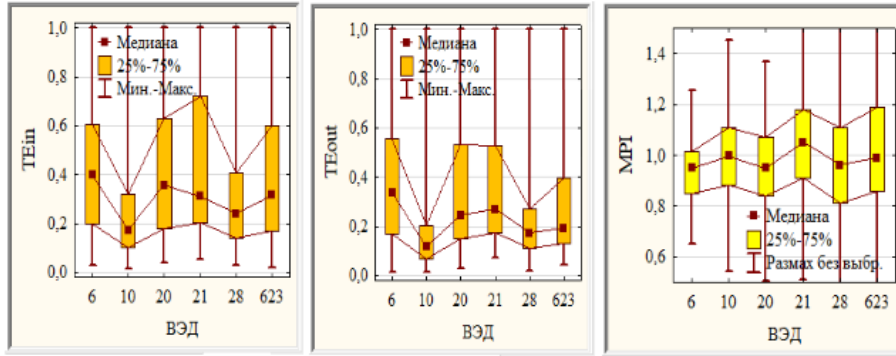 TEin
1,0
0,8
0,6
0,4
0,2
0,0
Медиана
25%-75%
Мин.-Макс.
6 10 20 21 28 623
ВЭД
TEout
1,0
0,8
0,6
0,4
0,2
0,0
Медиана
25%-75%
Мин.-Макс.
6 10 20 21 28 623
ВЭД
MPI
1,4
1,2
1,0
0,8
0,6
Медиана
25%-75%
Размах без выбр.
6 10 20 21 28 623
ВЭД